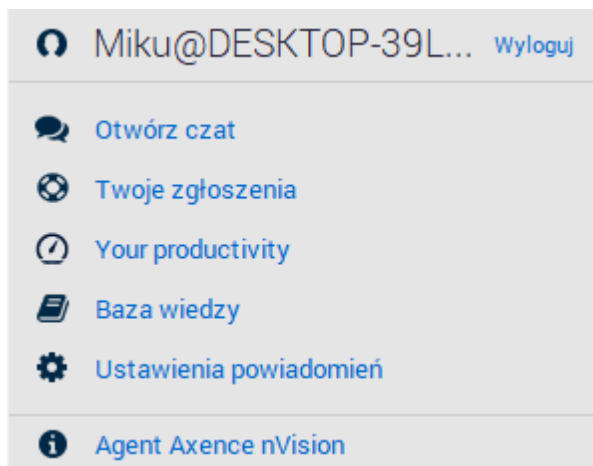 Miku@DESKTOP-39L... Wyloguj
Otwórz czat
Twoje zgłoszenia
Your productivity
Baza wiedzy
Ustawienia powiadomień
Agent Axence nVision